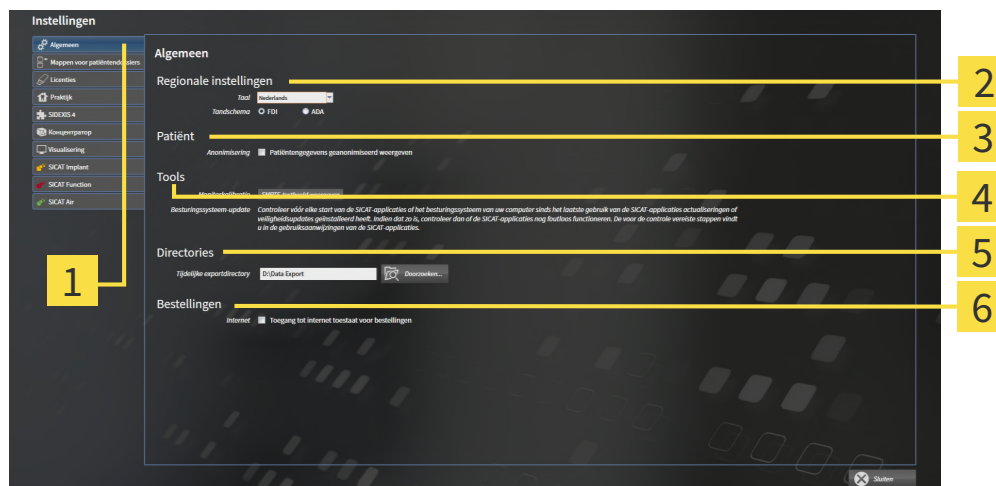 Instellingen
Algemeen
Mappen voor patiëntendossiers
Licenties
Praktijk
SIDEXIS 4
Концентратор
Visualisering
SICAT Implant
SICAT Function
SICAT Air
Algemeen
Regionale instellingen
Taal Nederlands
Tandschema FDI ADA
Patiënt
Anonimisering Patiëntengegevens geanonimiseerd weergeven
Tools
Monitorkalibratie SMPTE-testbeeld weergeven
Besturingssysteem-update Controleer vóór elke start van de SICAT-applicaties of het besturingssysteem van uw computer sinds het laatste gebruik van de SICAT-applicaties actualiseringen of
veiligheidsupdates geïnstalleerd heeft. Indien dat zo is, controleer dan of de SICAT-applicaties nog foutloos functioneren. De voor de controle vereiste stappen vindt
u in de gebruiksaanwijzingen van de SICAT-applicaties.
Directories
Tijdelijke exportdirectory D:\Data Export Doorzoeken...
Bestellingen
Internet Toegang tot internet toestaat voor bestellingen
Sluiten
1
2
3
4
5
6